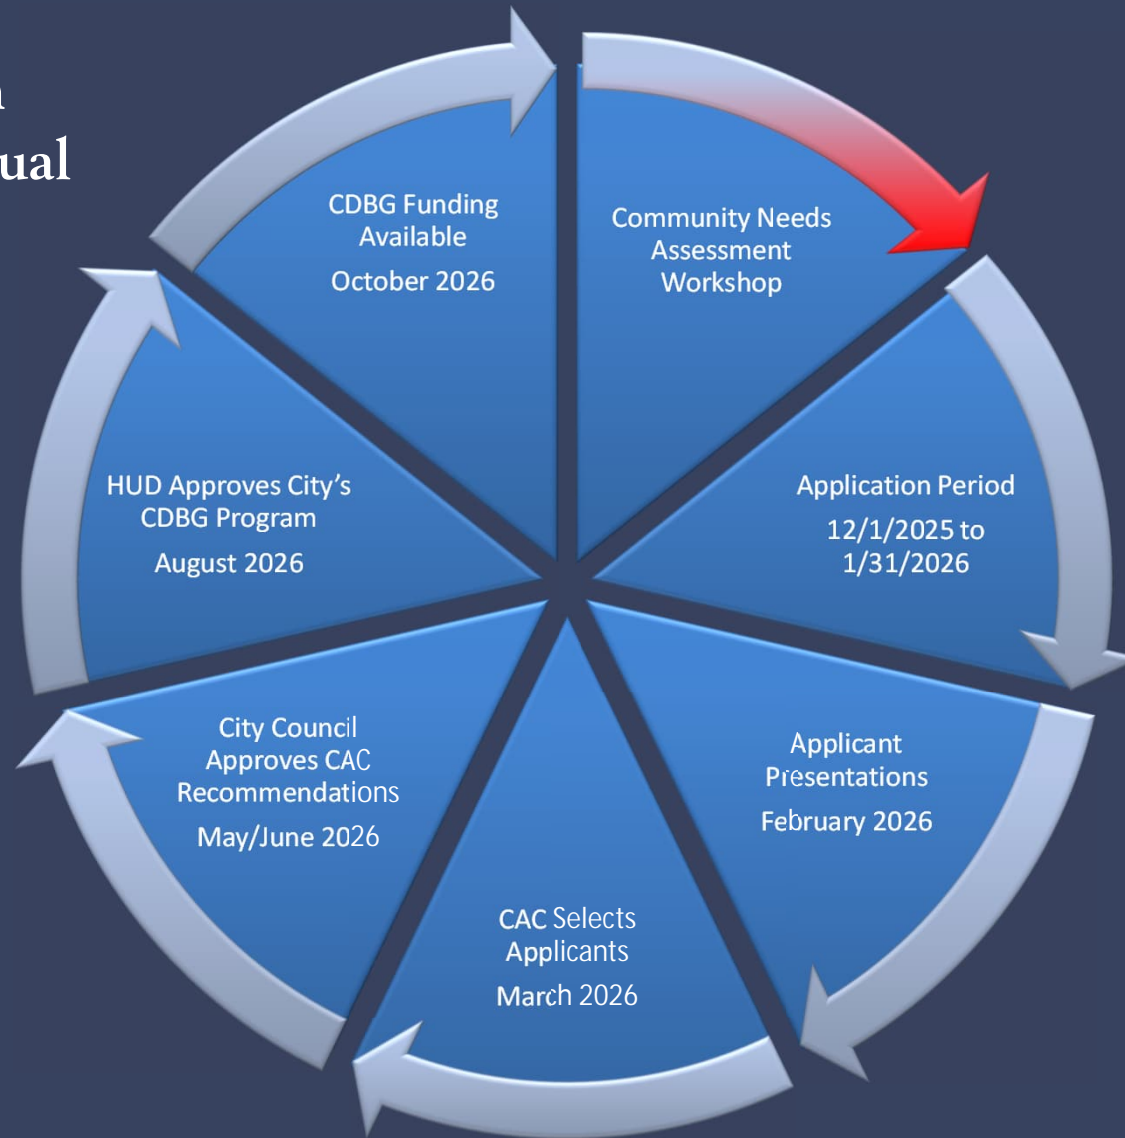 ual
Community Needs
Assessment
Workshop
Application Period
12/1/2025 to
1/31/2026
Applicant
Presentations
February 2026
CAC Selects
Applicants
March 2026
City Council
Approves CAC
Recommendations
May/June 2026
HUD Approves City’s
CDBG Program
August 2026
CDBG Funding
Available
October 2026